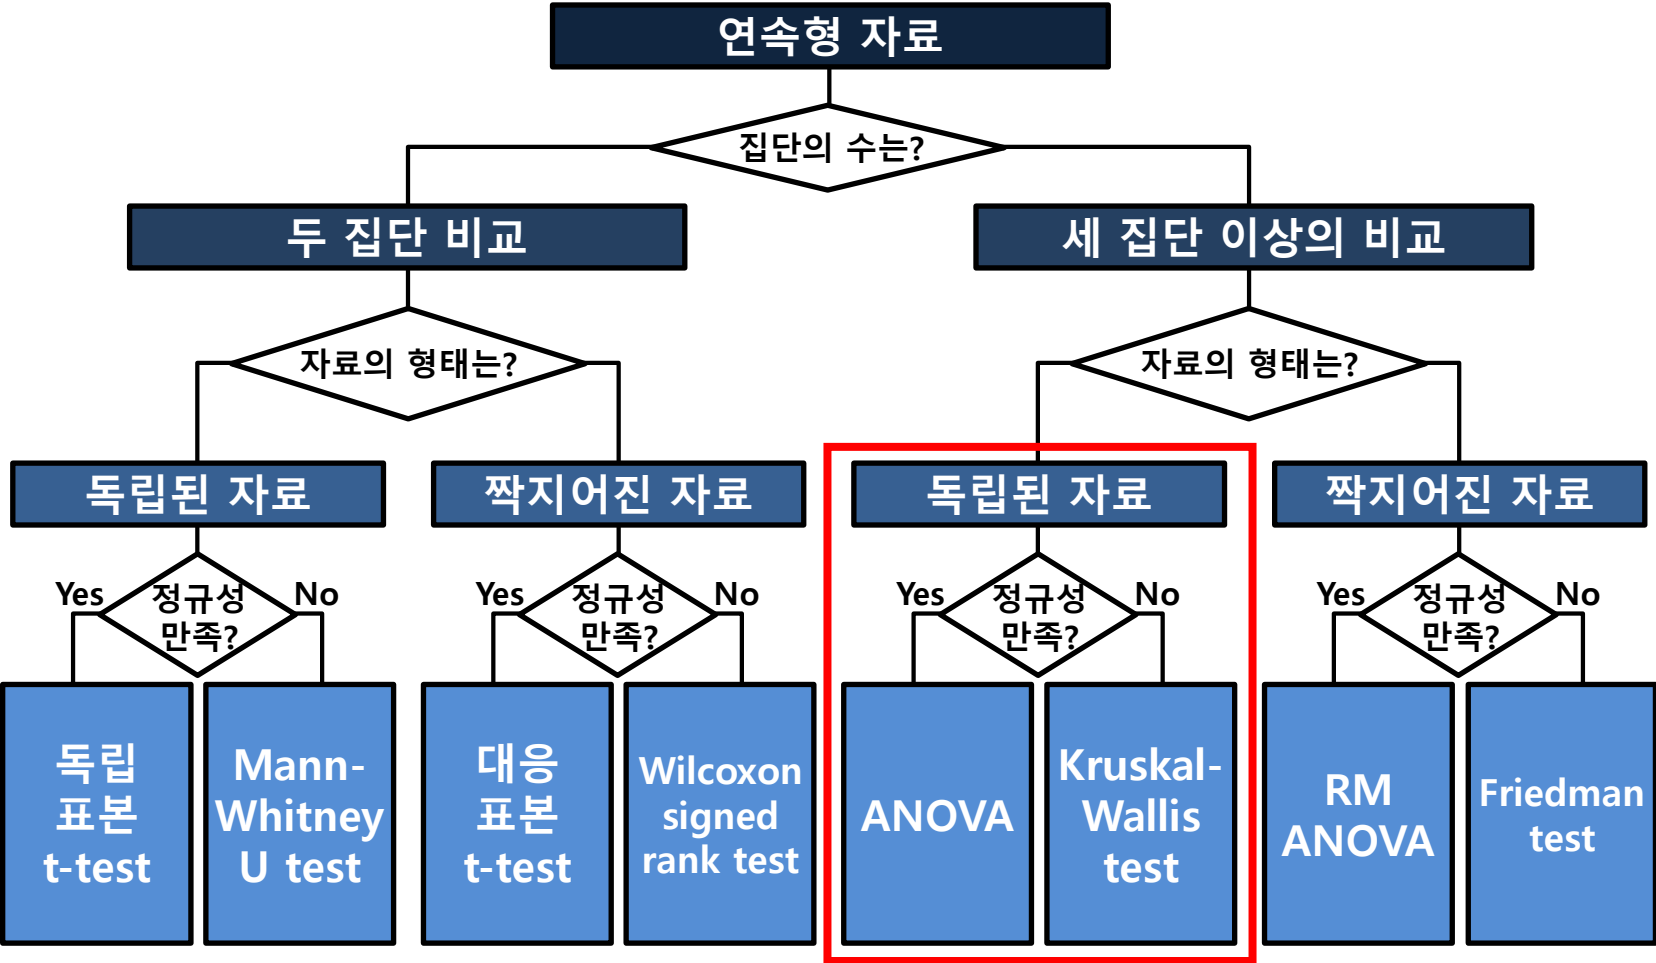 연속형 자료
집단의 수는?
두 집단 비교
세 집단 이상의 비교
자료의 형태는?
자료의 형태는?
독립된 자료
짝지어진 자료
독립된 자료
짝지어진 자료
Yes
정규성
만족?
No
Yes
정규성
만족?
No
Yes
정규성
만족?
No
Yes
정규성
만족?
No
독립
표본
t-test
Mann-
Whitney
U test
대응
표본
t-test
Wilcoxon
signed
rank test
ANOVA
Kruskal-
Wallis
test
RM
ANOVA
Friedman
test